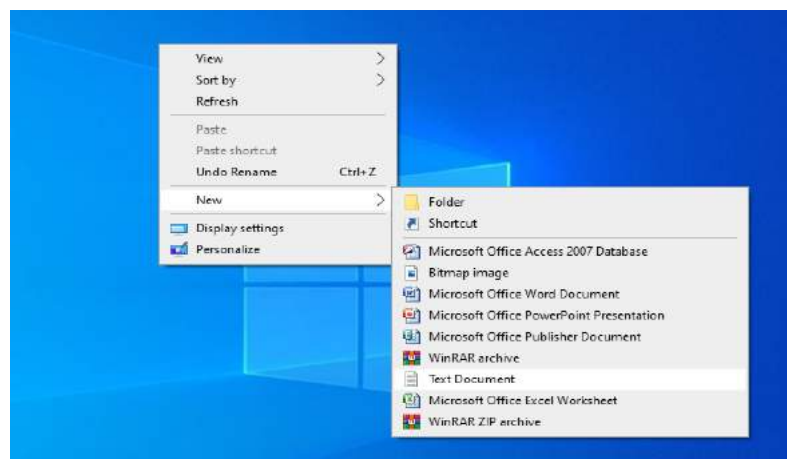 View
Sort by
Refresh
Paste
Paste shortcut
Undo Rename Ctrl+Z
New
Display settings
Personalize
Folder
Shortcut
Microsoft Office Access 2007 Database
Bitmap image
Microsoft Office Word Document
Microsoft Office PowerPoint Presentation
Microsoft Office Publisher Document
WinRAR archive
Text Document
Microsoft Office Excel Worksheet
WinRAR ZIP archive